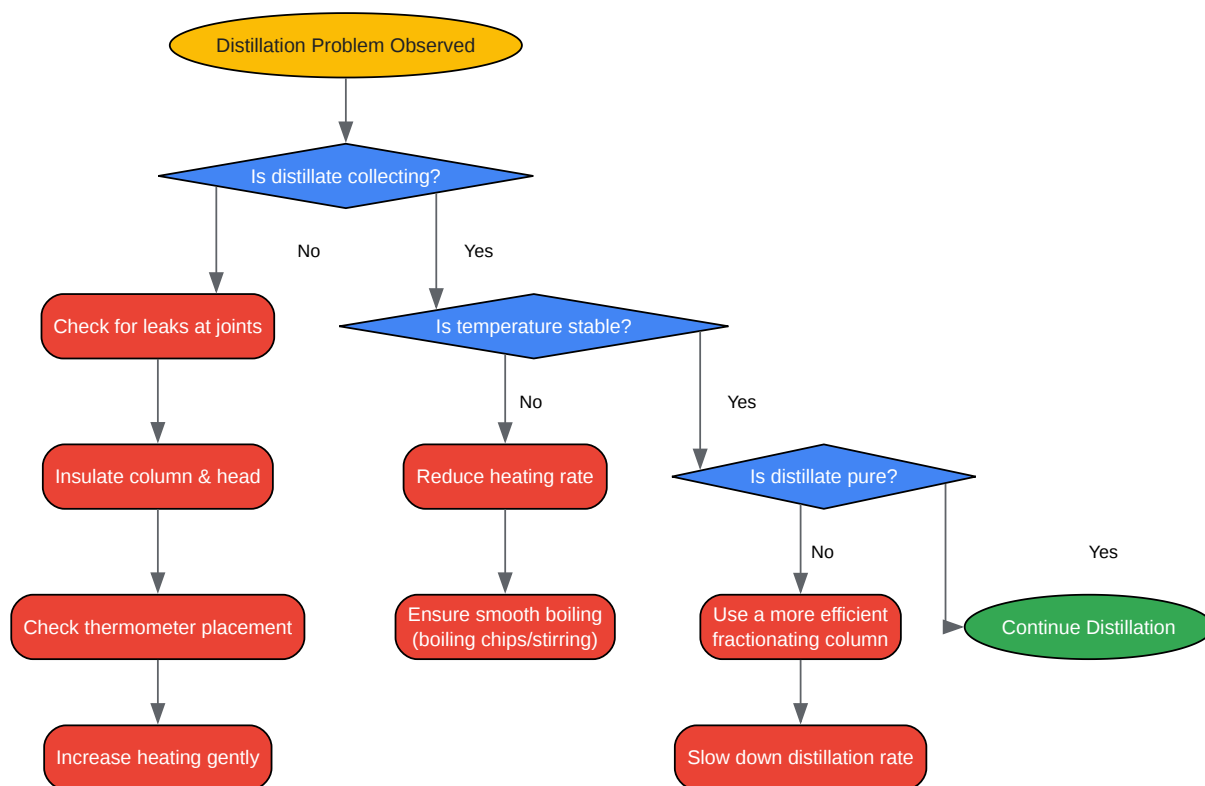 Distillation Problem Observed
Is distillate collecting?
No
Yes
Check for leaks at joints
Is temperature stable?
No
Yes
Insulate column & head
Reduce heating rate
Is distillate pure?
No
Yes
Check thermometer placement
Ensure smooth boiling
(boiling chips/stirring)
Use a more efficient
fractionating column
Continue Distillation
Increase heating gently
Slow down distillation rate